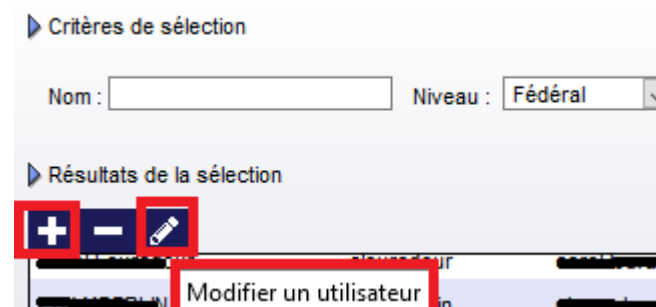 Critères de sélection
Nom : Niveau : Fédéral
Résultats de la sélection
Modifier un utilisateur